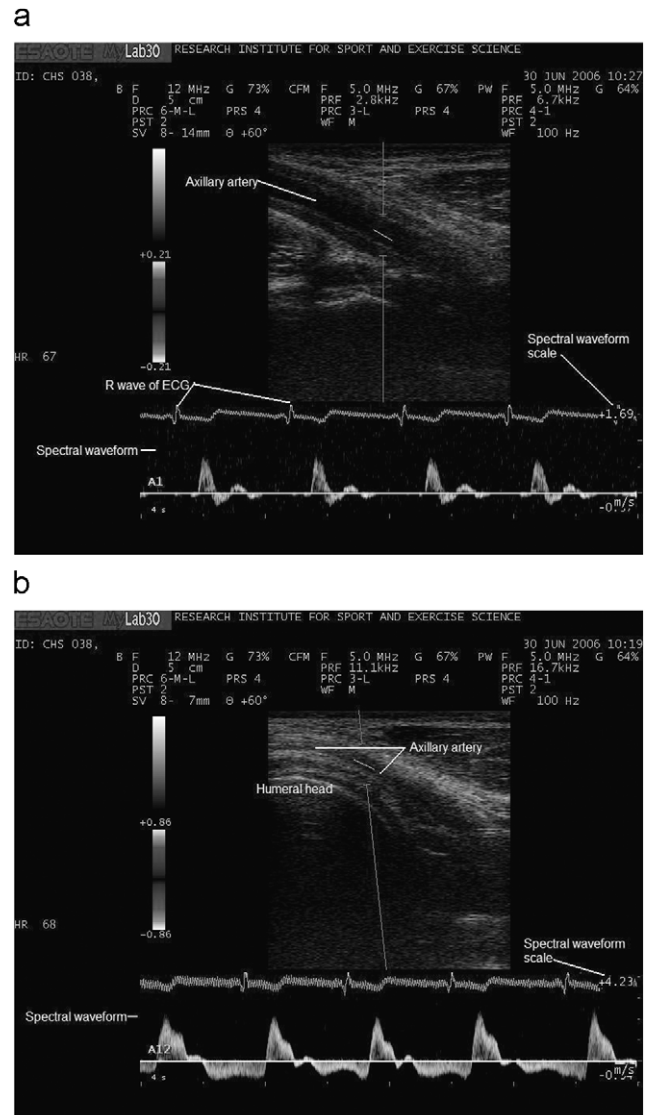 a
ESAOTE My Lab30 RESEARCH INSTITUTE FOR SPORT AND EXERCISE SCIENCE
ID: CHS 038, 30 JUN 2006 10:27
B F 12 MHz G 73% CFM F 5.0 MHz G 67% PW F 5.0 MHz G 64%
D 5 cm PRF 2.8kHz PRF 6.7kHz
PRC 6-M-L PRS 4 PRC 3-L PRS 4 PRC 4-1
PST 2 WF M PST 2
SV 8- 14mm Θ +60° WF 100 Hz
Axillary artery
+0.21
Spectral waveform
scale
HR 67
-0.21
R wave of ECG
+1.69
Spectral waveform
A1
4 s
m/s
b
ESAOTE My Lab30 RESEARCH INSTITUTE FOR SPORT AND EXERCISE SCIENCE
ID: CHS 038, 30 JUN 2006 10:19
B F 12 MHz G 73% CFM F 5.0 MHz G 67% PW F 5.0 MHz G 64%
D 5 cm PRF 11.1kHz PRF 16.7kHz
PRC 6-M-L PRS 4 PRC 3-L PRS 4 PRC 4-1
PST 2 WF M PST 2
SV 8- 7mm Θ +60° WF 100 Hz
Axillary artery
Humeral head
+0.86
HR 68
-0.86
Spectral waveform
scale
+4.23
Spectral waveform
A12
4 s
m/s